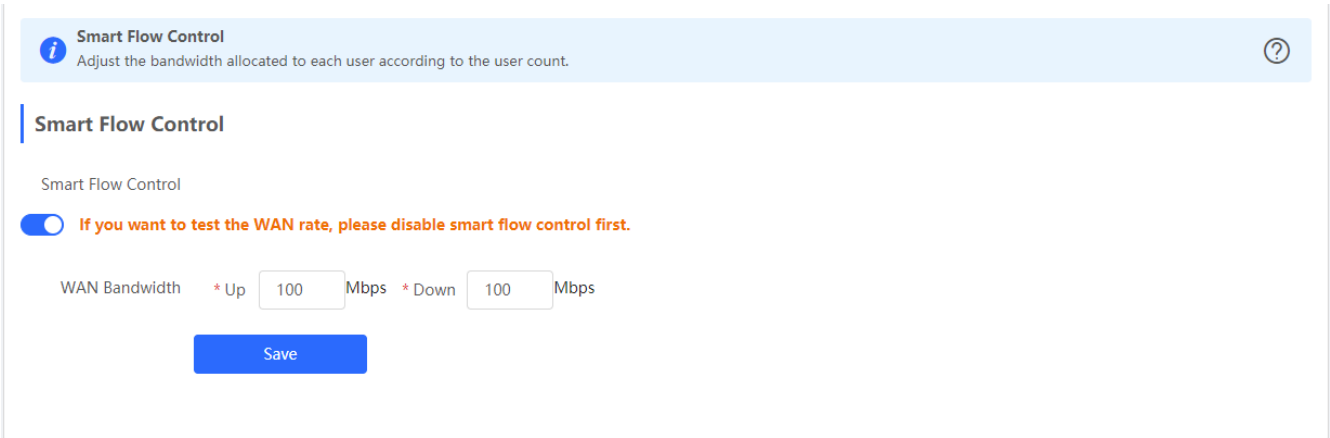 Smart Flow Control
Adjust the bandwidth allocated to each user according to the user count.
Smart Flow Control
Smart Flow Control
If you want to test the WAN rate, please disable smart flow control first.
WAN Bandwidth * Up 100 Mbps * Down 100 Mbps
Save